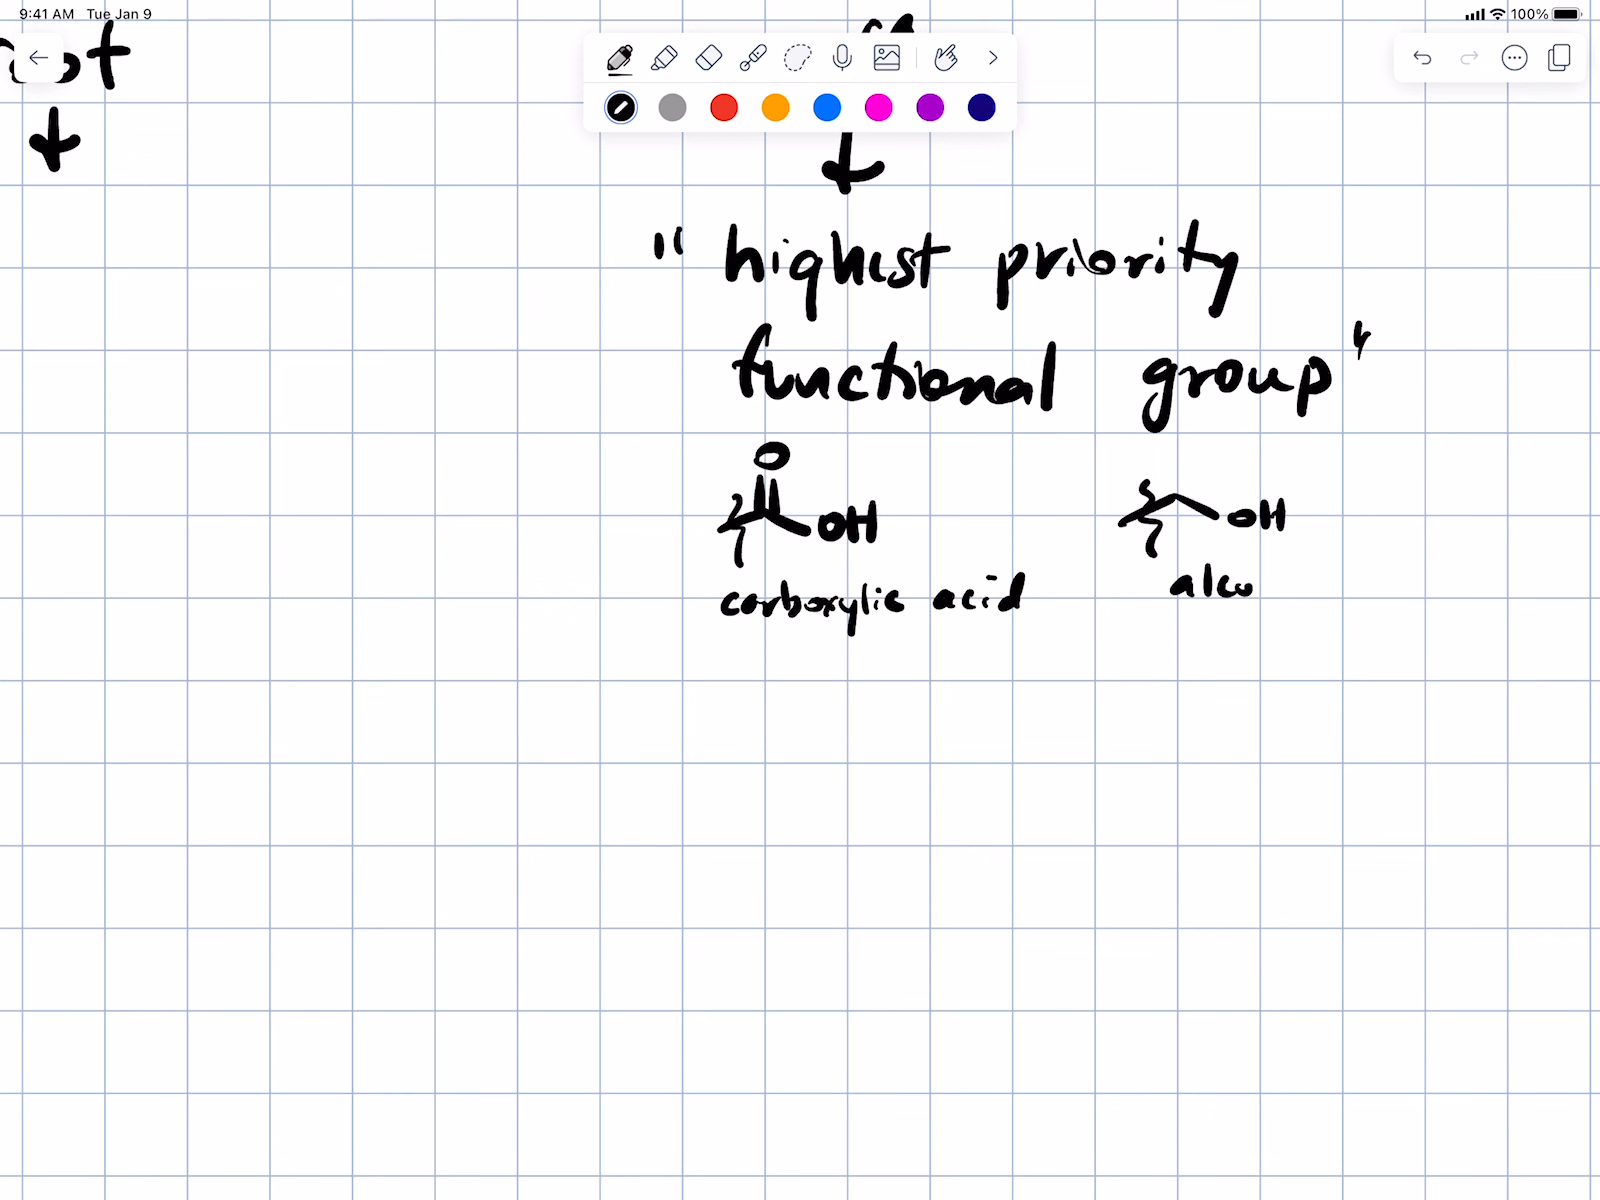 9:41 AM Tue Jan 9
100%
" highest priority
functional group "
O
OH
OH
carboxylic acid
alco